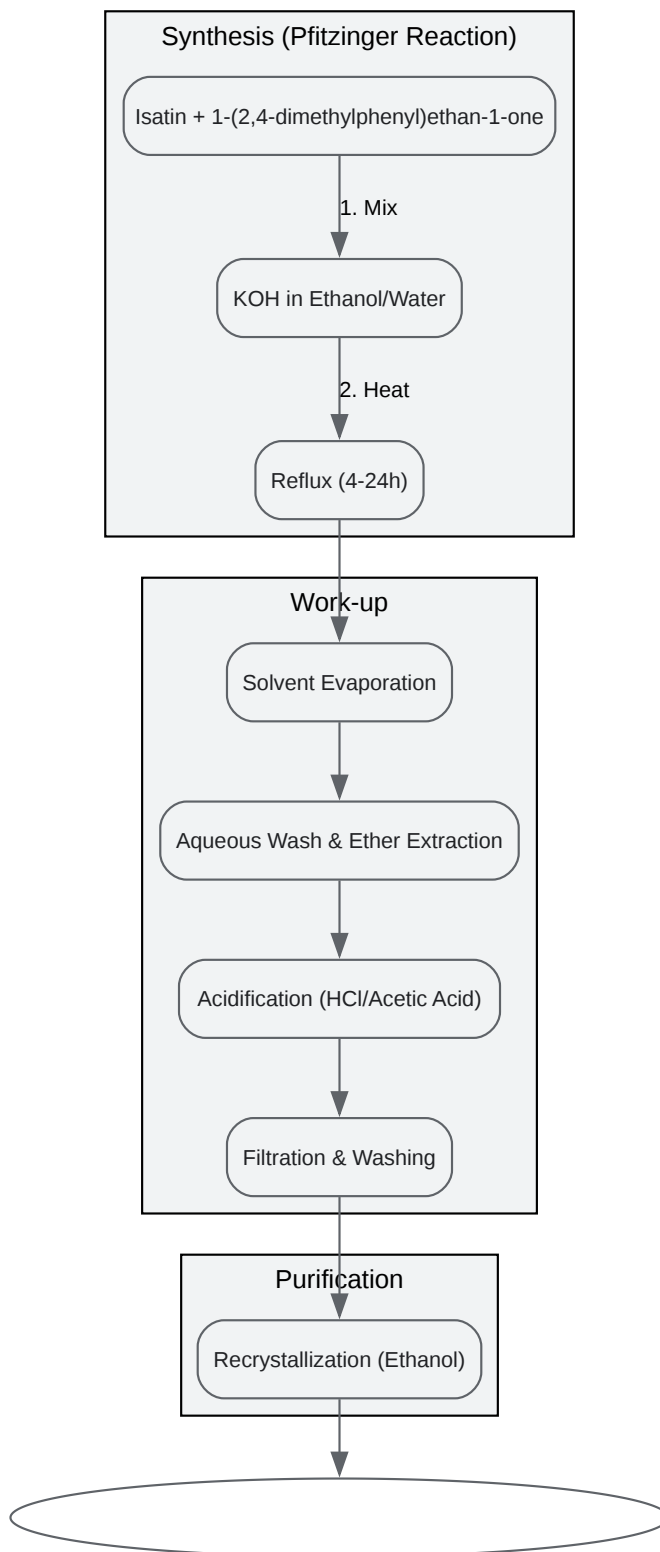 Synthesis (Pfitzinger Reaction)
Isatin + 1-(2,4-dimethylphenyl)ethan-1-one
1. Mix
KOH in Ethanol/Water
2. Heat
Reflux (4-24h)
Work-up
Solvent Evaporation
Aqueous Wash & Ether Extraction
Acidification (HCl/Acetic Acid)
Filtration & Washing
Purification
Recrystallization (Ethanol)